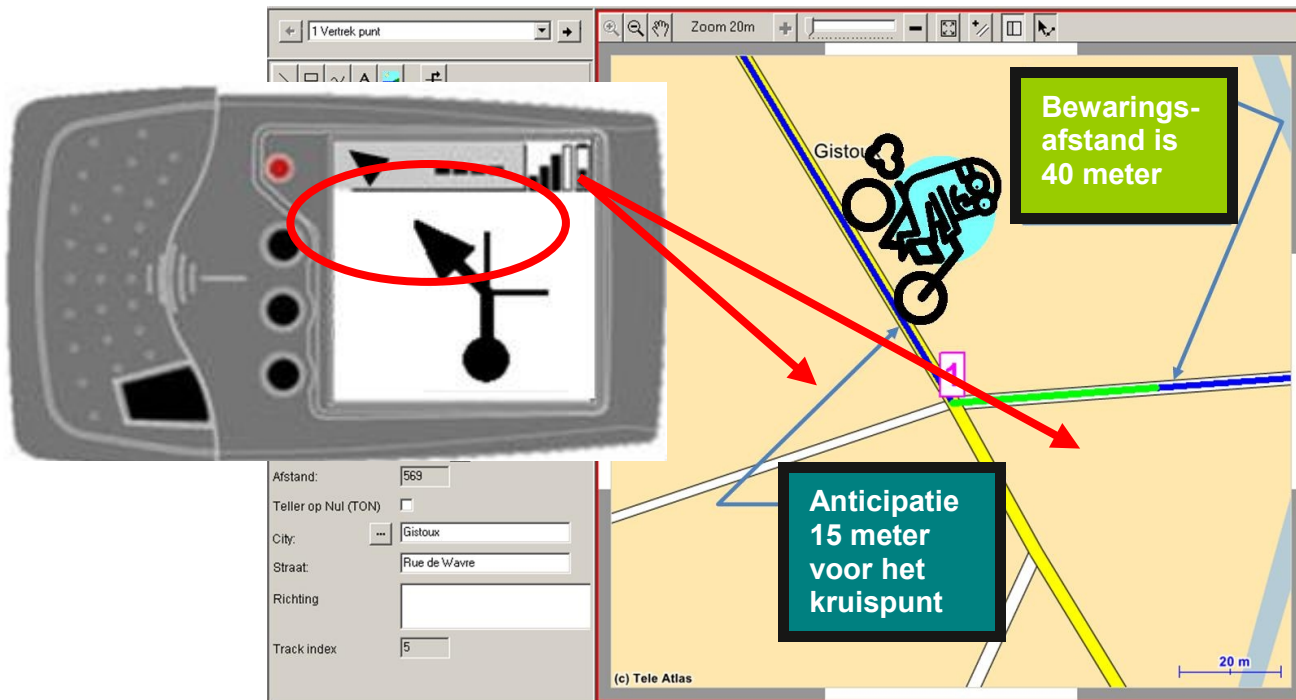 1 Vertrek punt
Zoom 20m
A
Gistoux
Bewarings-
afstand is
40 meter
1
Anticipatie
15 meter
voor het
kruispunt
Afstand:
569
Teller op Nul (TON)
City:
...
Gistoux
Straat:
Rue de Wavre
Richting
Track index
5
(c) Tele Atlas
20 m